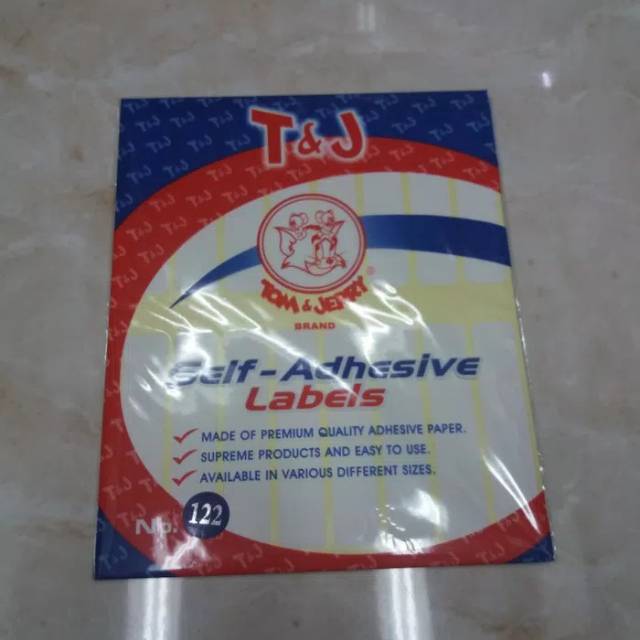 T&J
TOM & JERRY®
BRAND
Self-Adhesive
Labels
MADE OF PREMIUM QUALITY ADHESIVE PAPER.
SUPREME PRODUCTS AND EASY TO USE.
AVAILABLE IN VARIOUS DIFFERENT SIZES.
No. 122